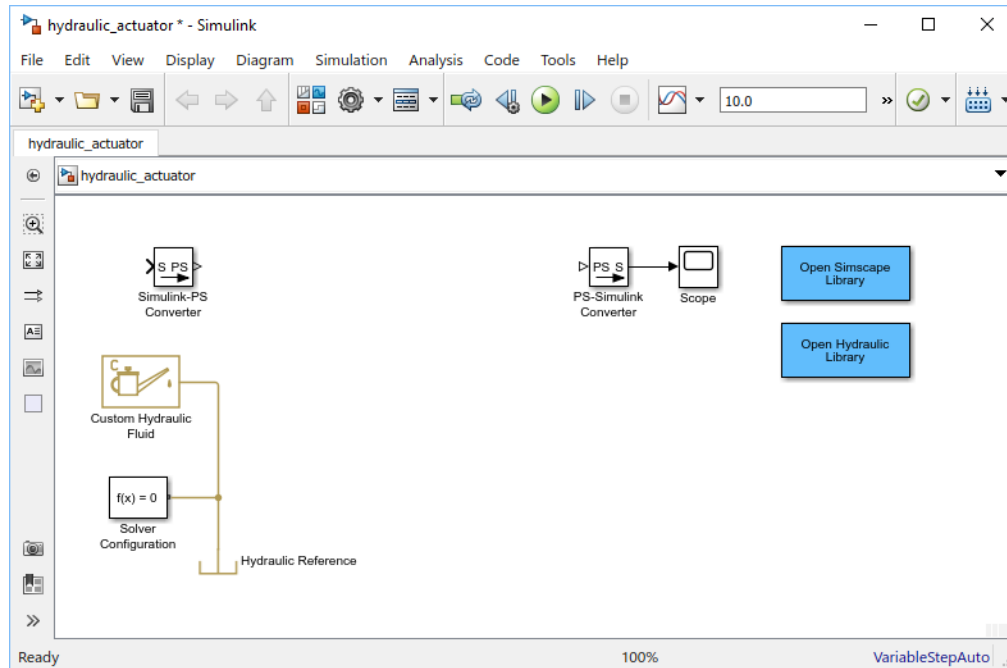 hydraulic_actuator * - Simulink
File Edit View Display Diagram Simulation Analysis Code Tools Help
10.0
»
hydraulic_actuator
hydraulic_actuator
S PS
Simulink-PS
Converter
PS S
PS-Simulink
Converter
Scope
Open Simscape
Library
Open Hydraulic
Library
C
Custom Hydraulic
Fluid
f(x) = 0
Solver
Configuration
Hydraulic Reference
A
»
Ready 100% VariableStepAuto